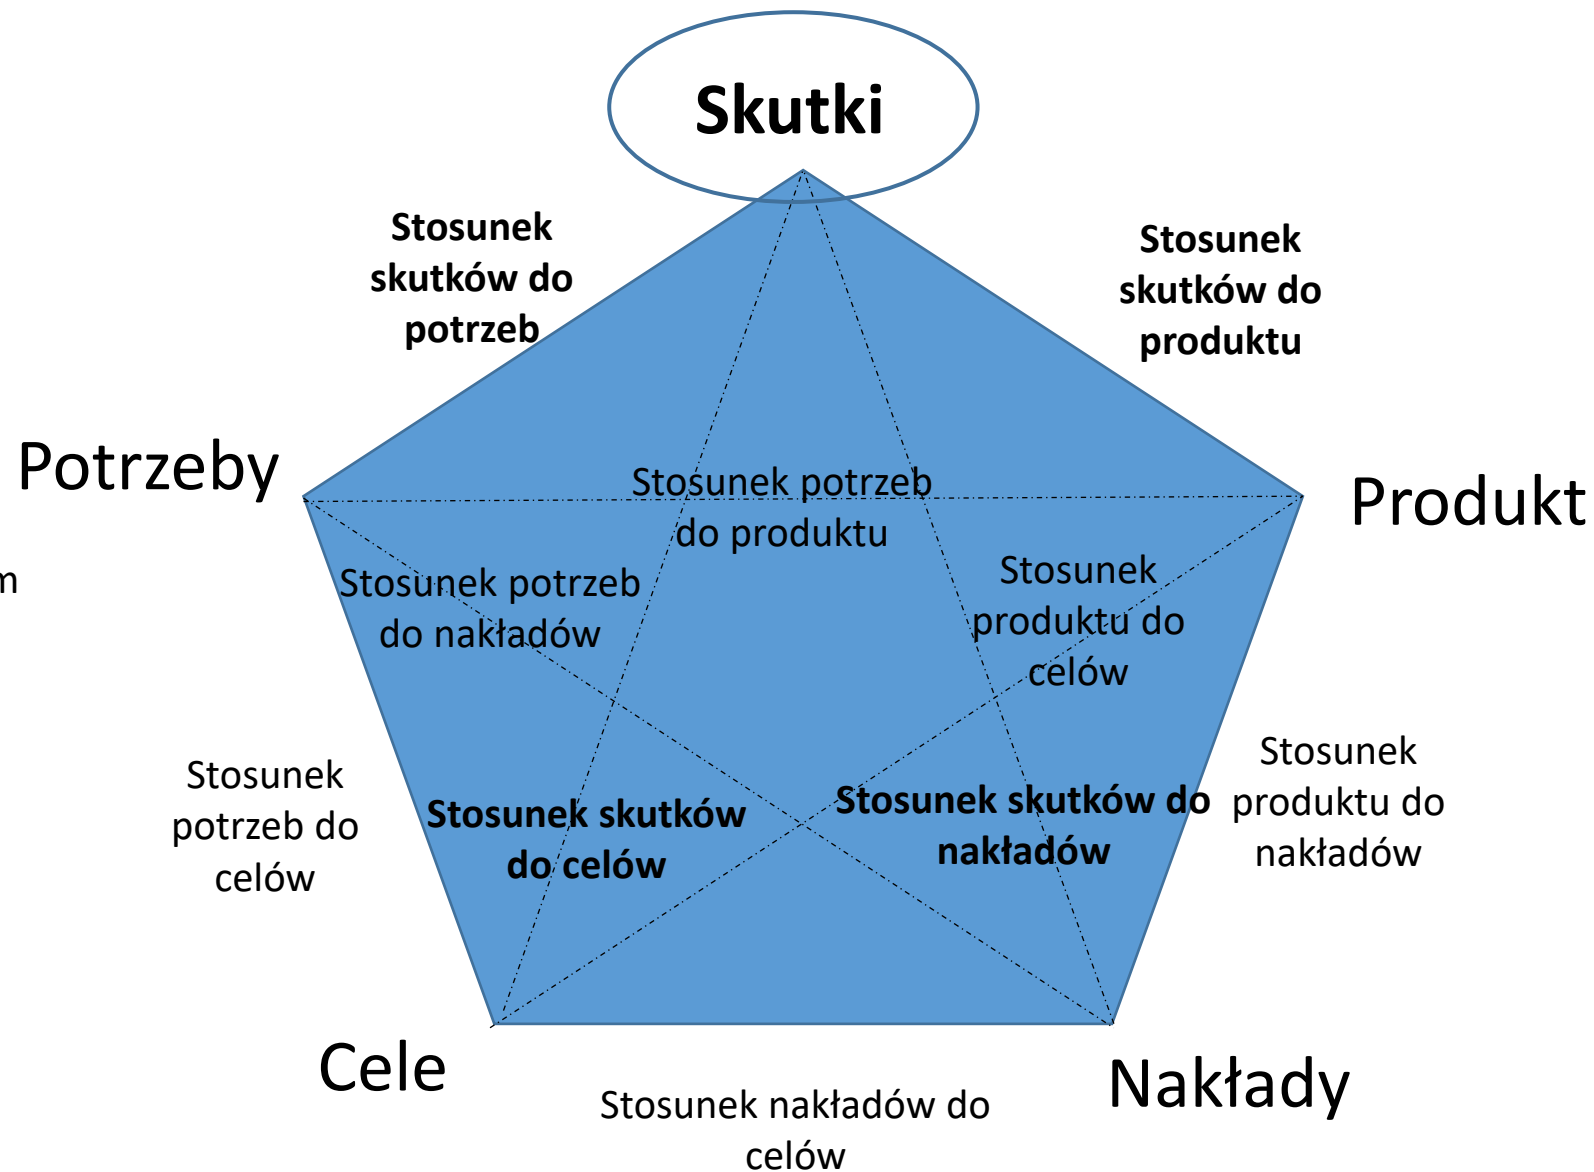 Skutki
Stosunek
skutków do
potrzeb
Stosunek
skutków do
produktu
Potrzeby
Produkt
Stosunek potrzeb
do produktu
m
Stosunek potrzeb
do nakładów
Stosunek
produktu do
celów
Stosunek
potrzeb do
celów
Stosunek skutków
do celów
Stosunek skutków do
nakładów
Stosunek
produktu do
nakładów
Cele
Nakłady
Stosunek nakładów do
celów